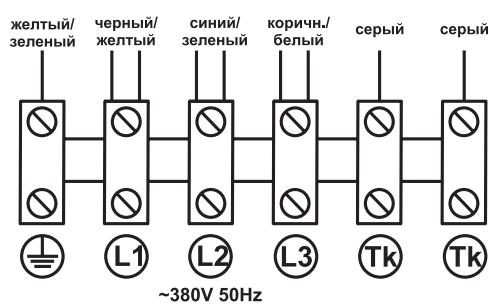 желтый/
зеленый
черный/
желтый
синий/
зеленый
коричн./
белый
серый
серый
L1
L2
L3
Tk
Tk
~380V 50Hz